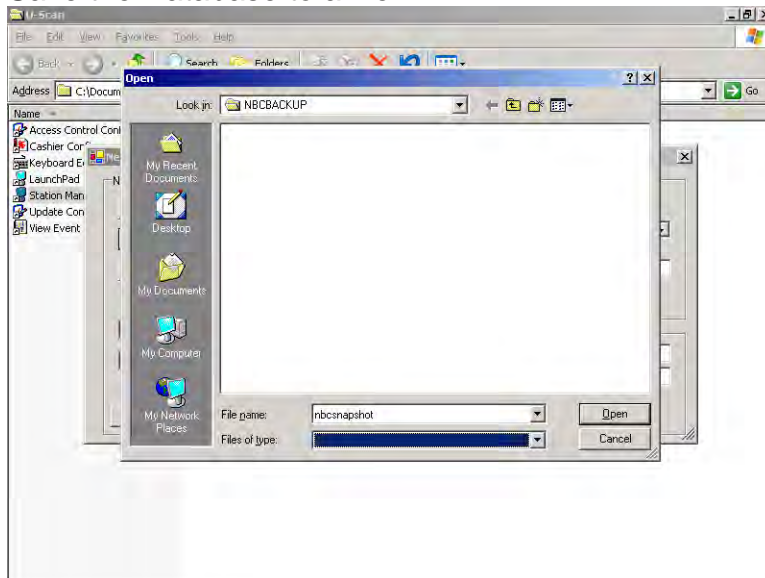 U-Scan
File Edit View Favorites Tools Help
Back Search Folders
Address C:\Docum Go
Name
Access Control Con
Cashier Con
Keyboard E
LaunchPad
Station Man
Update Con
View Event
Open
Look in: NBCBACKUP
My Recent
Documents
Desktop
My Documents
My Computer
My Network
Places
File name: nbcsnapshot Open
Files of type: Cancel